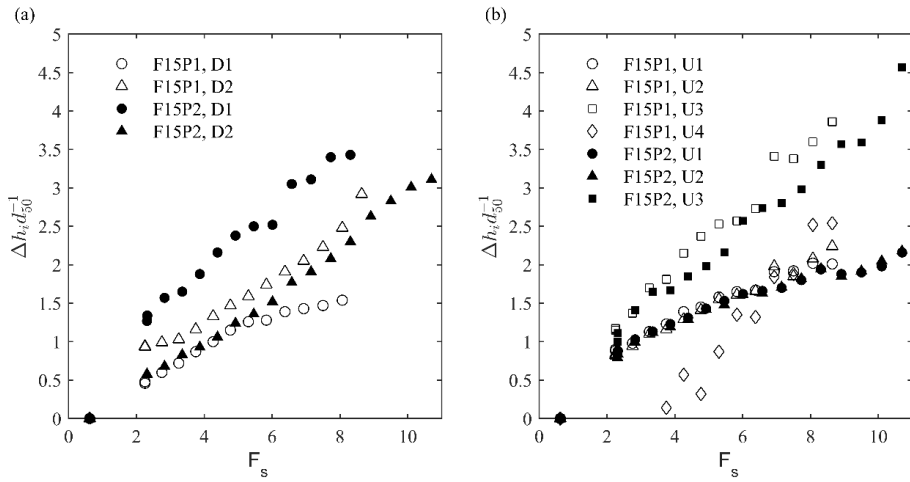 (a)
5
4.5
4
3.5
3
2.5
2
1.5
1
0.5
0
Δh_i d_50^-1
F15P1, D1
F15P1, D2
F15P2, D1
F15P2, D2
0 2 4 6 8 10
F_s
(b)
5
4.5
4
3.5
3
2.5
2
1.5
1
0.5
0
Δh_i d_50^-1
F15P1, U1
F15P1, U2
F15P1, U3
F15P1, U4
F15P2, U1
F15P2, U2
F15P2, U3
0 2 4 6 8 10
F_s